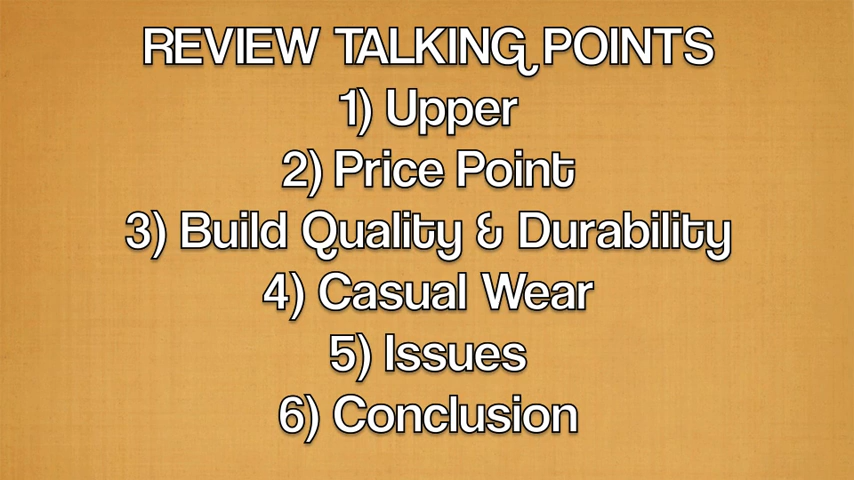 REVIEW TALKING POINTS
1) Upper
2) Price Point
3) Build Quality & Durability
4) Casual Wear
5) Issues
6) Conclusion